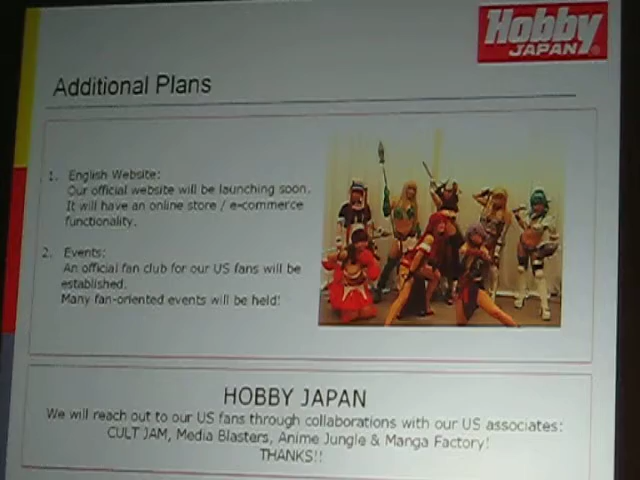 Hobby
JAPAN®
Additional Plans
1. English Website:
Our official website will be launching soon.
It will have an online store / e-commerce
functionality.
2. Events:
An official fan club for our US fans will be
established.
Many fan-oriented events will be held!
HOBBY JAPAN
We will reach out to our US fans through collaborations with our US associates:
CULT JAM, Media Blasters, Anime Jungle & Manga Factory!
THANKS!!